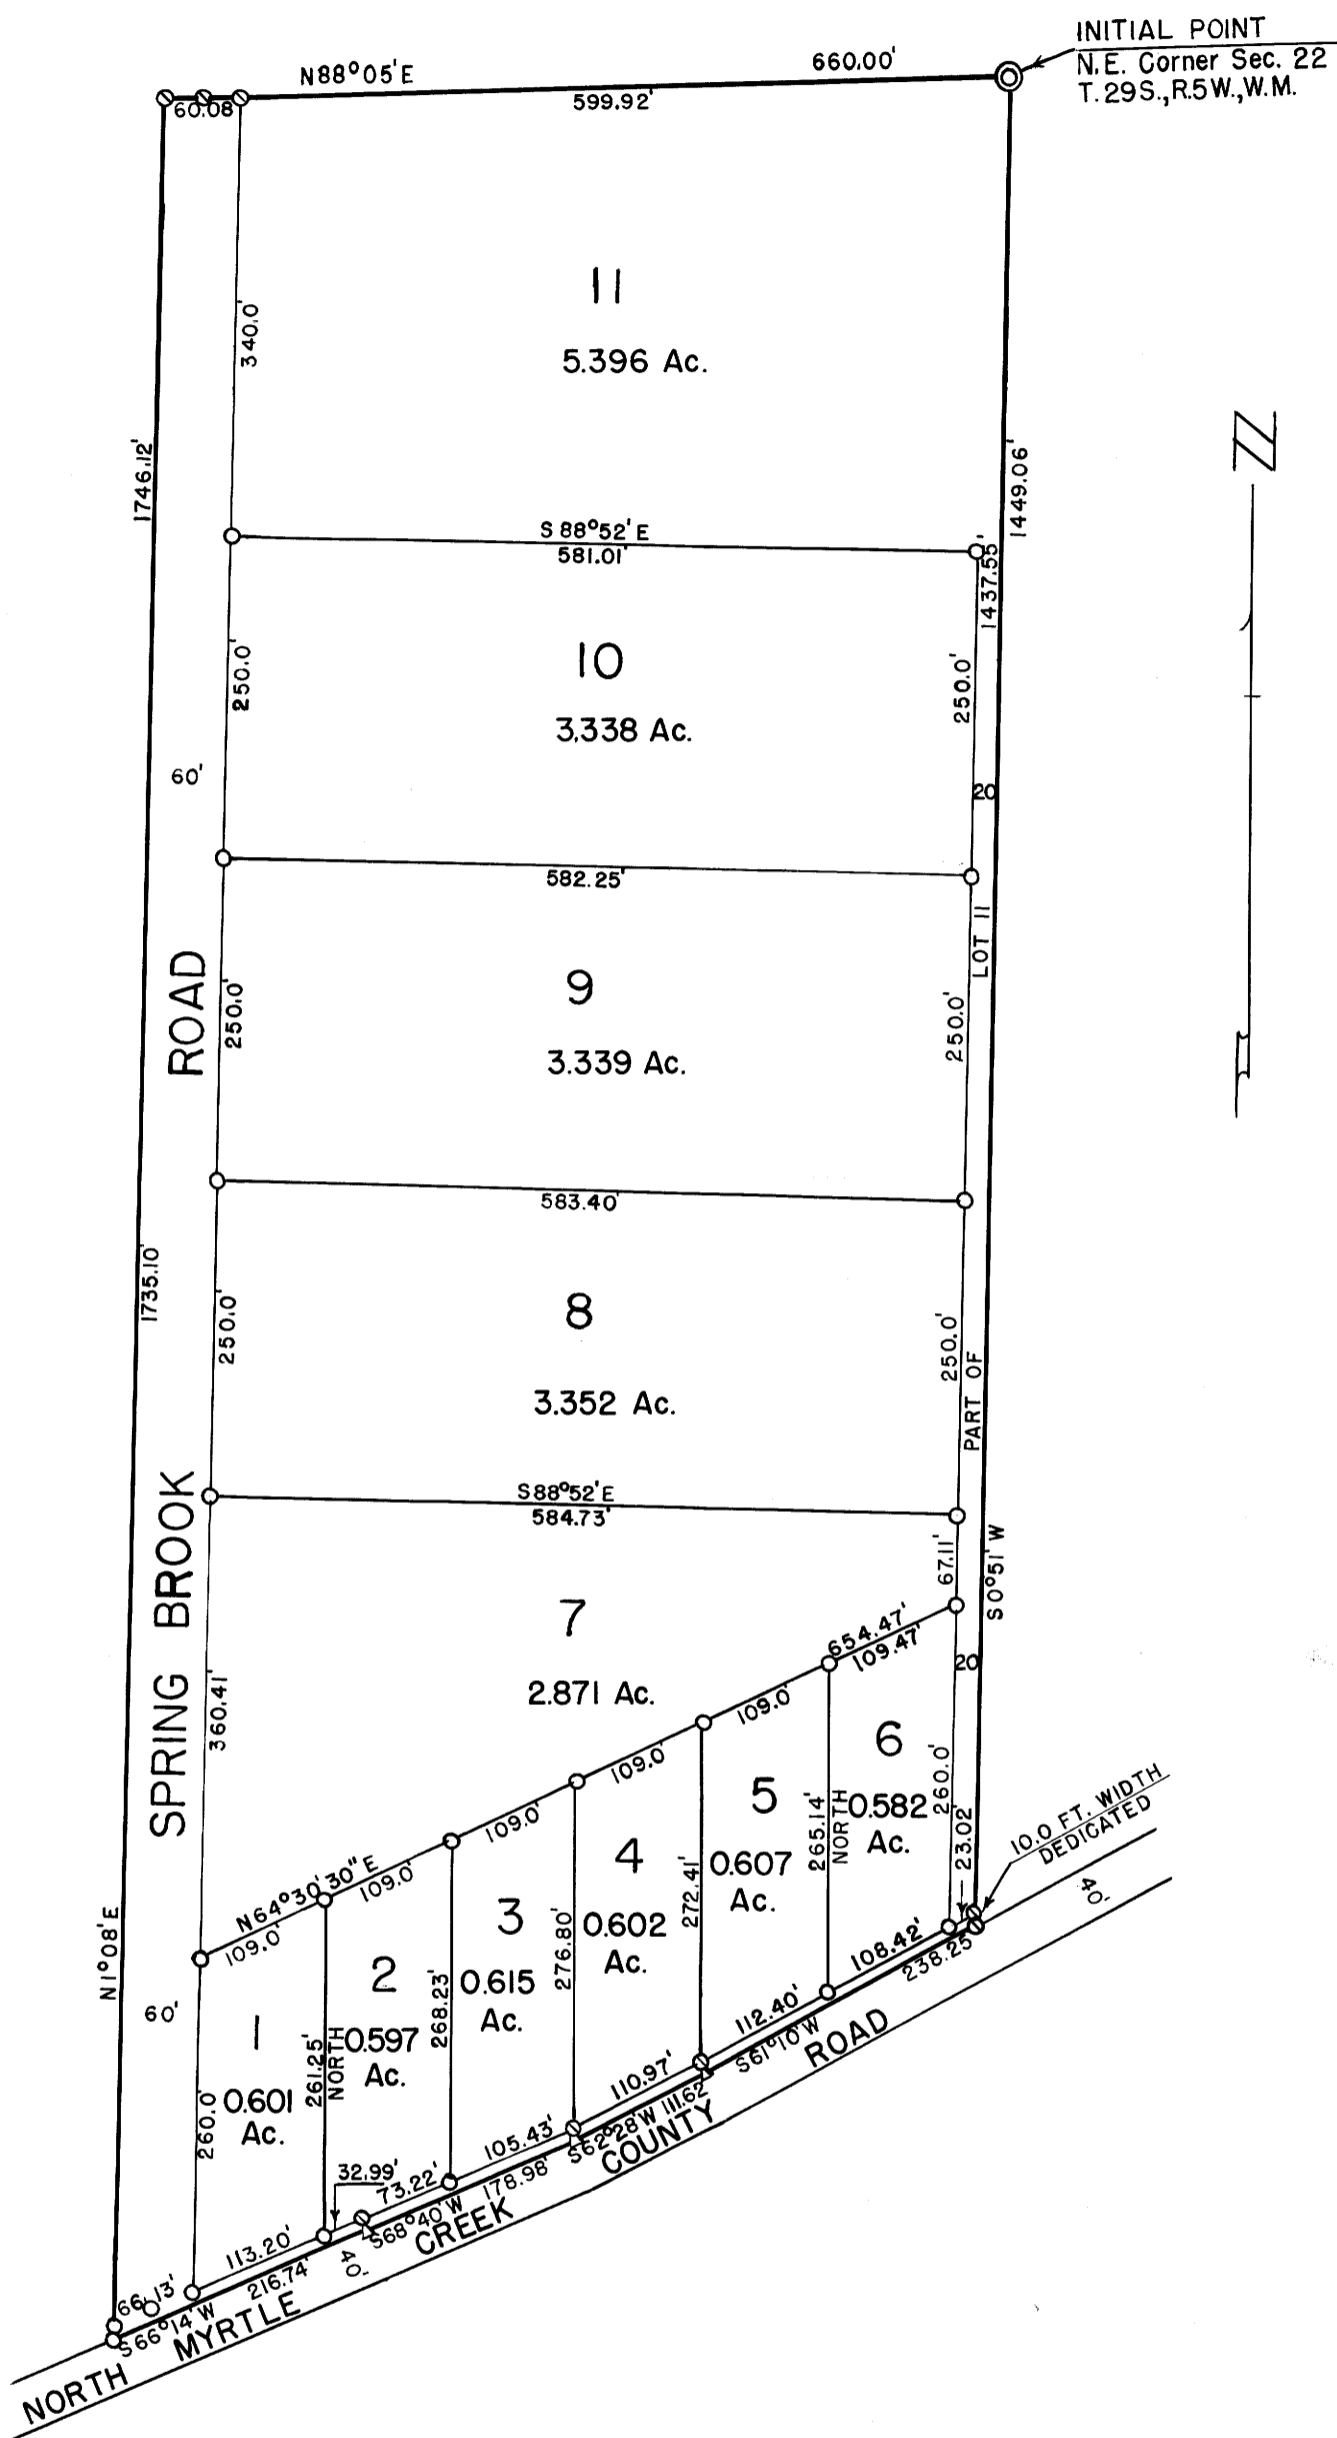 INITIAL POINT
N.E. Corner Sec. 22
T. 29S., R.5W., W.M.
N88°05'E
660.00'
60.08
599.92'
11
5.396 Ac.
340.0'
1746.12'
1449.06'
1437.55'
N
S 88°52' E
581.01'
10
3.338 Ac.
250.0'
250.0'
60'
20
582.25'
LOT 11
9
3.339 Ac.
250.0'
250.0'
ROAD
583.40'
1735.10'
8
3.352 Ac.
250.0'
250.0'
PART OF
SPRING BROOK
S88°52'E
584.73'
67.11'
S0°51'W
7
2.871 Ac.
360.41'
654.47'
109.47'
20
109.0'
109.0'
109.0'
109.0'
N64°30'30"E
109.0'
6
0.582
Ac.
260.0'
23.02'
10.0 FT. WIDTH
DEDICATED
40'
5
0.607
Ac.
265.14'
NORTH
4
0.602
Ac.
272.41'
3
0.615
Ac.
276.80'
2
0.597
Ac.
268.23'
1
0.601
Ac.
261.25'
NORTH
260.0'
N1°08'E
60'
108.42'
238.25'
112.40'
S61°10'W
110.97'
S62°28'W 111.62
105.43'
178.98'
73.22'
S68°40'W
32.99'
113.20'
216.74'
40'
66.13'
S66°14'W
NORTH MYRTLE CREEK COUNTY ROAD